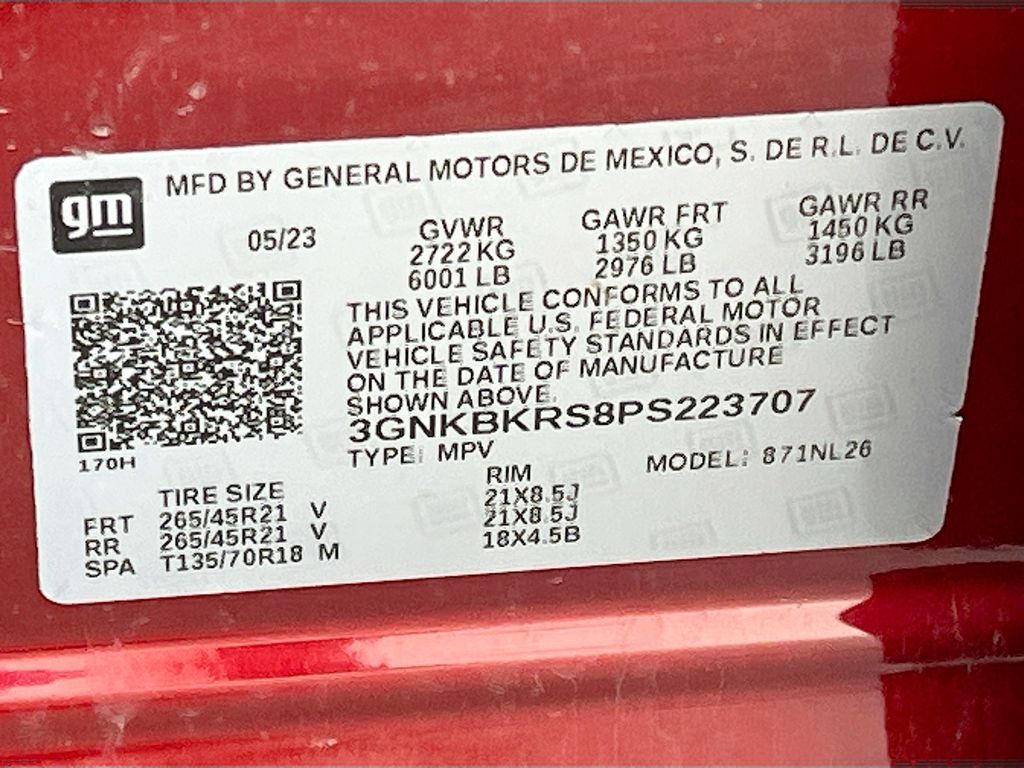 gm
MFD BY GENERAL MOTORS DE MEXICO, S. DE R.L. DE C.V.
05/23
GVWR GAWR FRT GAWR RR
2722 KG 1350 KG 1450 KG
6001 LB 2976 LB 3196 LB
THIS VEHICLE CONFORMS TO ALL
APPLICABLE U.S. FEDERAL MOTOR
VEHICLE SAFETY STANDARDS IN EFFECT
ON THE DATE OF MANUFACTURE
SHOWN ABOVE.
3GNKBKRS8PS223707
170H
TYPE: MPV MODEL: 871NL26
TIRE SIZE RIM
FRT 265/45R21 V 21X8.5J
RR 265/45R21 V 21X8.5J
SPA T135/70R18 M 18X4.5B